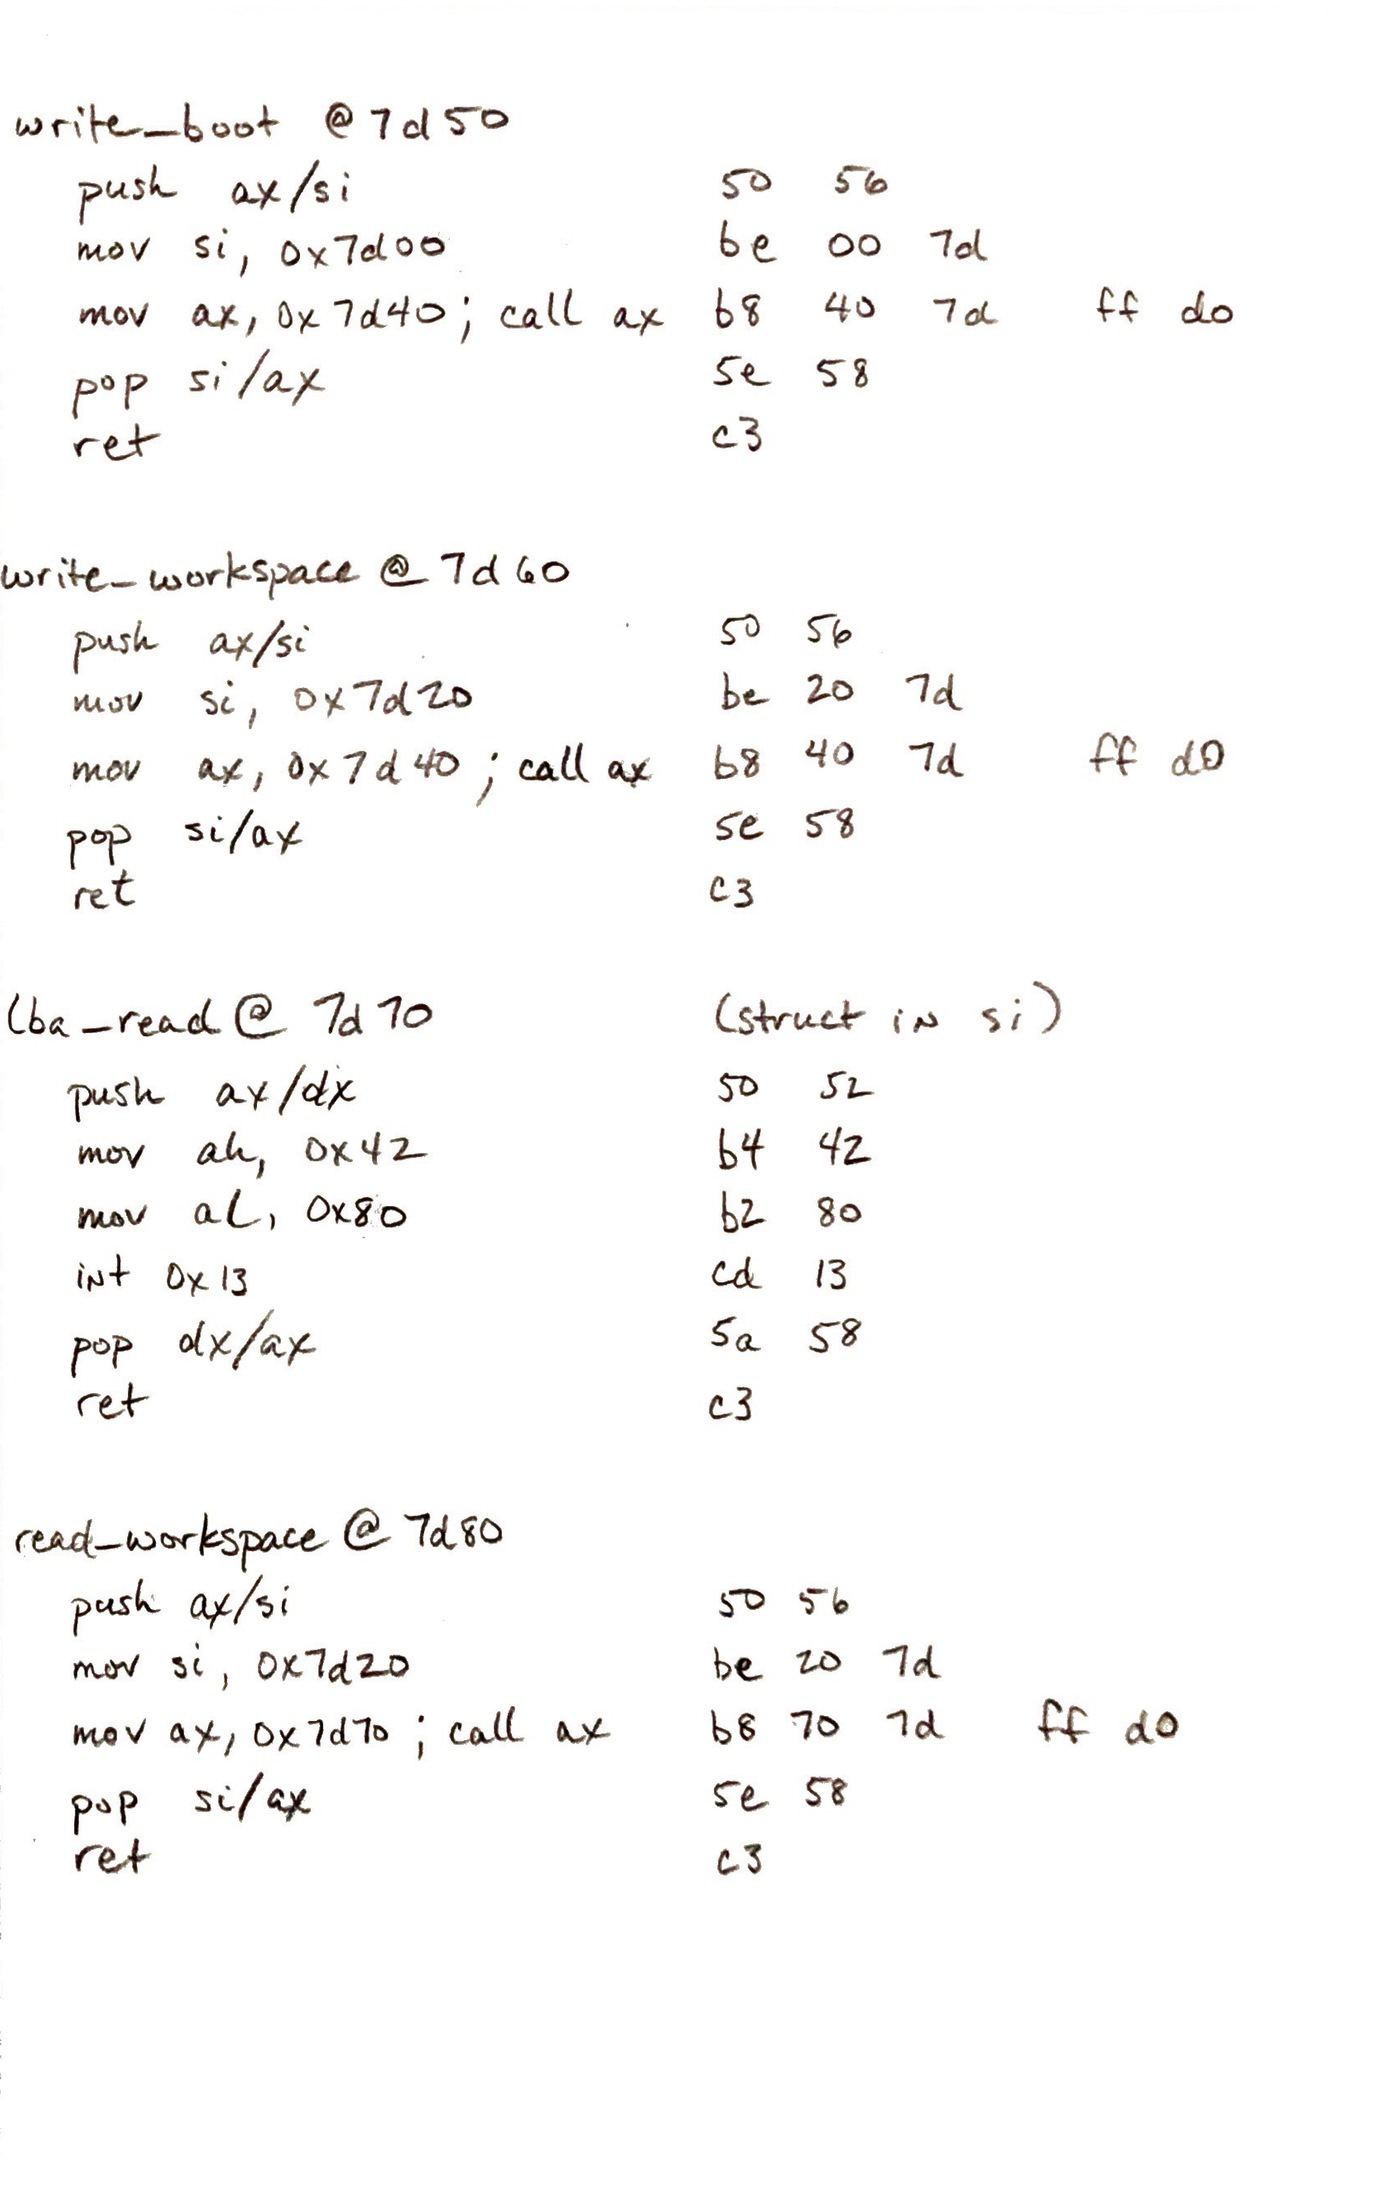 write_boot @ 7d50
push ax/si 50 56
mov si, 0x7d00 be 00 7d
mov ax, 0x7d40; call ax b8 40 7d ff d0
pop si/ax 5e 58
ret c3
write_workspace @ 7d60
push ax/si 50 56
mov si, 0x7d20 be 20 7d
mov ax, 0x7d40; call ax b8 40 7d ff d0
pop si/ax 5e 58
ret c3
lba_read @ 7d70 (struct in si)
push ax/dx 50 52
mov ah, 0x42 b4 42
mov al, 0x80 b2 80
int 0x13 cd 13
pop dx/ax 5a 58
ret c3
read_workspace @ 7d80
push ax/si 50 56
mov si, 0x7d20 be 20 7d
mov ax, 0x7d70; call ax b8 70 7d ff d0
pop si/ax 5e 58
ret c3